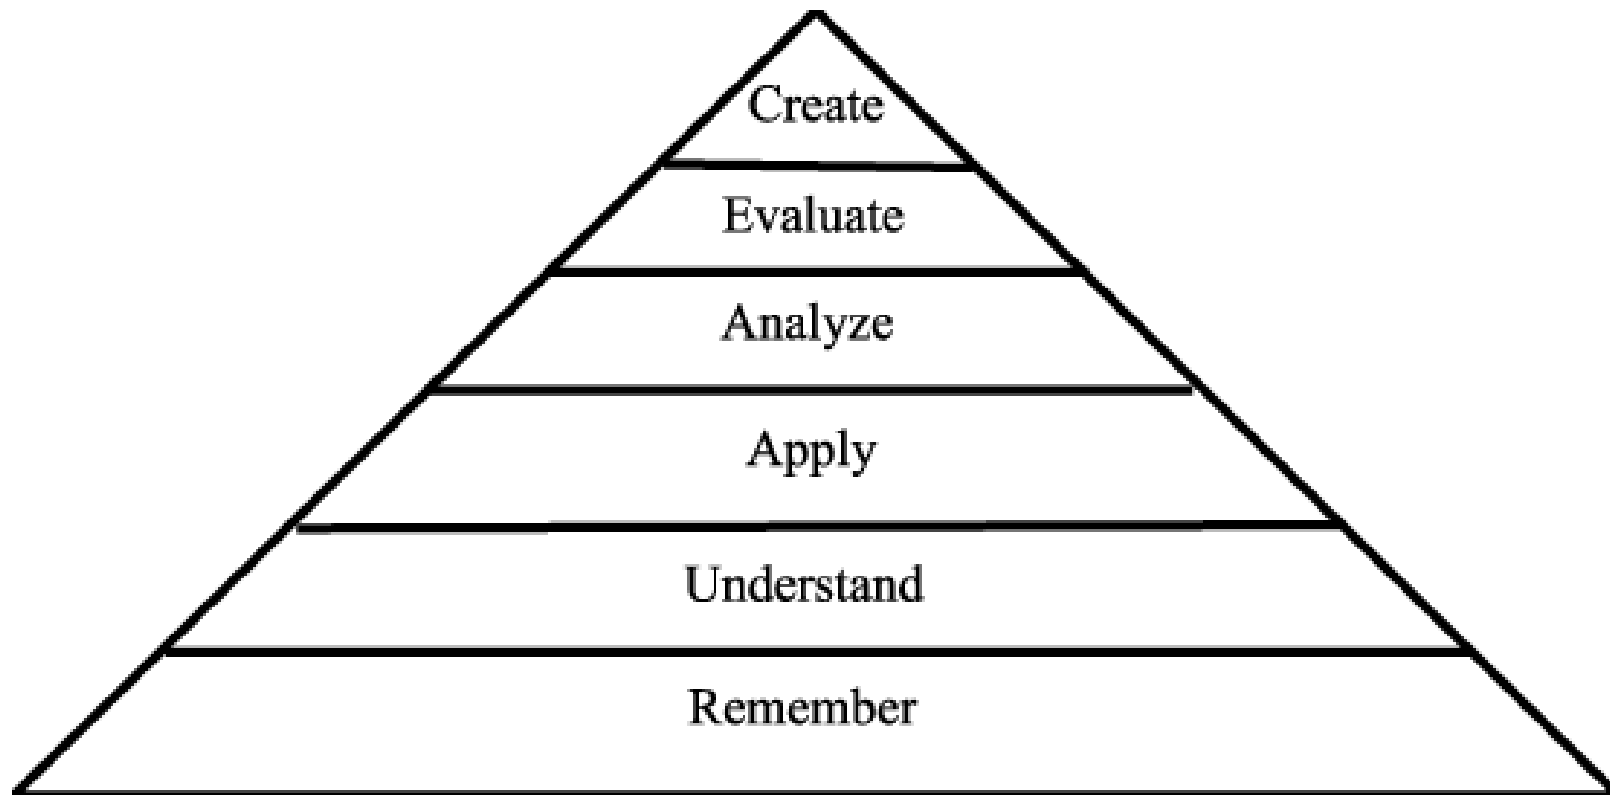 Create
Evaluate
Analyze
Apply
Understand
Remember